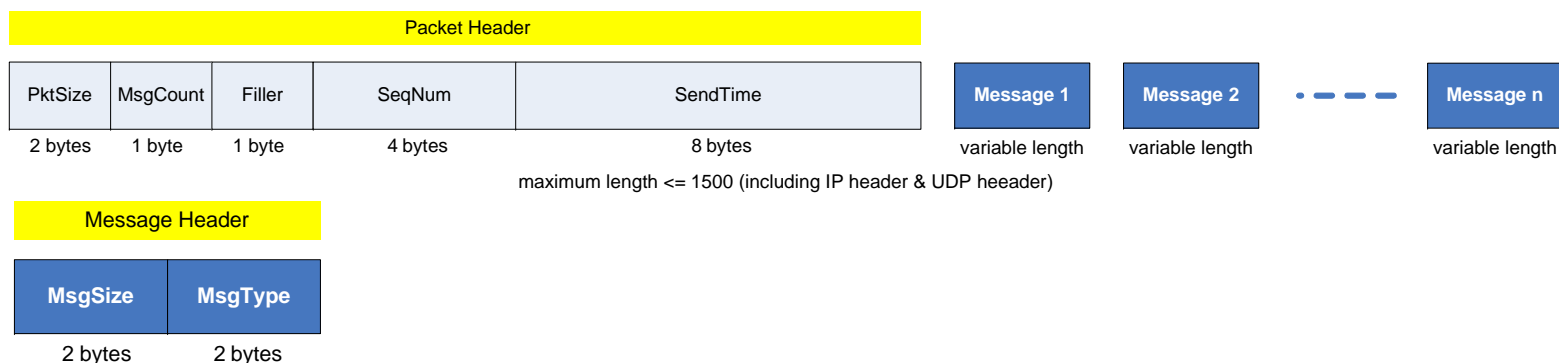 Packet Header
PktSize MsgCount Filler SeqNum SendTime Message 1 Message 2 Message n
2 bytes 1 byte 1 byte 4 bytes 8 bytes variable length variable length variable length
maximum length <= 1500 (including IP header & UDP heeader)
Message Header
MsgSize MsgType
2 bytes 2 bytes